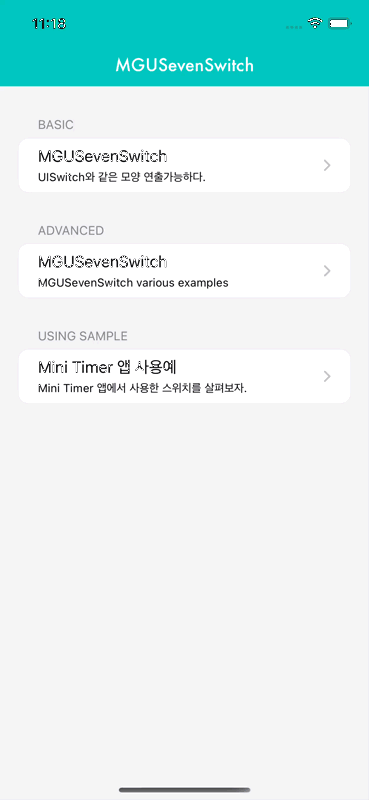 11:18
MGUSevenSwitch
BASIC
MGUSevenSwitch
UISwitch와 같은 모양 연출가능하다.
ADVANCED
MGUSevenSwitch
MGUSevenSwitch various examples
USING SAMPLE
Mini Timer 앱 사용예
Mini Timer 앱에서 사용한 스위치를 살펴보자.